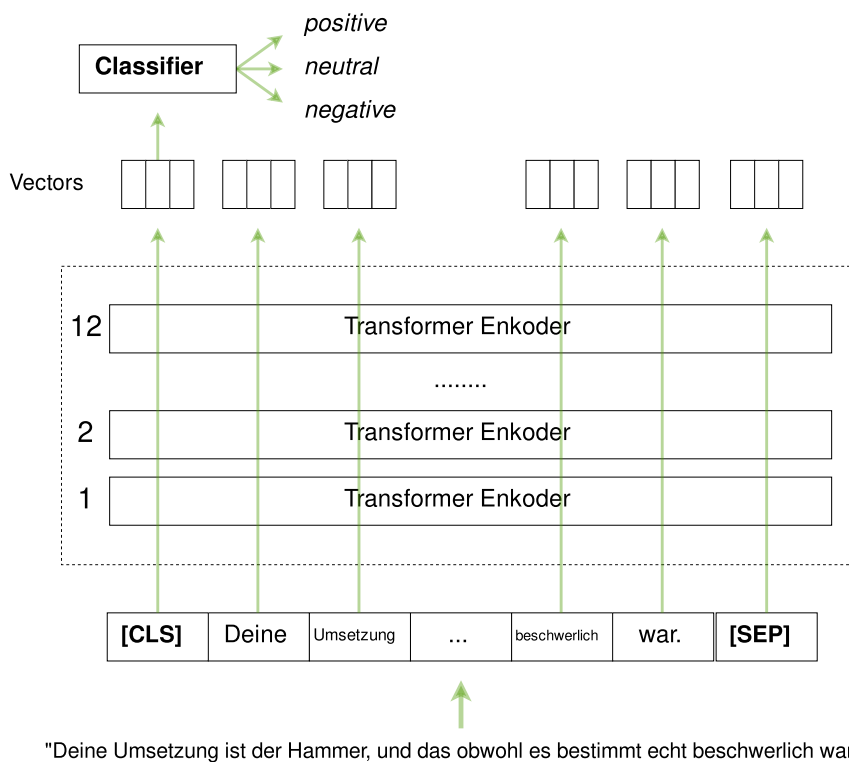 positive
Classifier
neutral
negative
Vectors
12 Transformer Enkoder
........
2 Transformer Enkoder
1 Transformer Enkoder
[CLS] Deine Umsetzung ... beschwerlich war. [SEP]
"Deine Umsetzung ist der Hammer, und das obwohl es bestimmt echt beschwerlich war